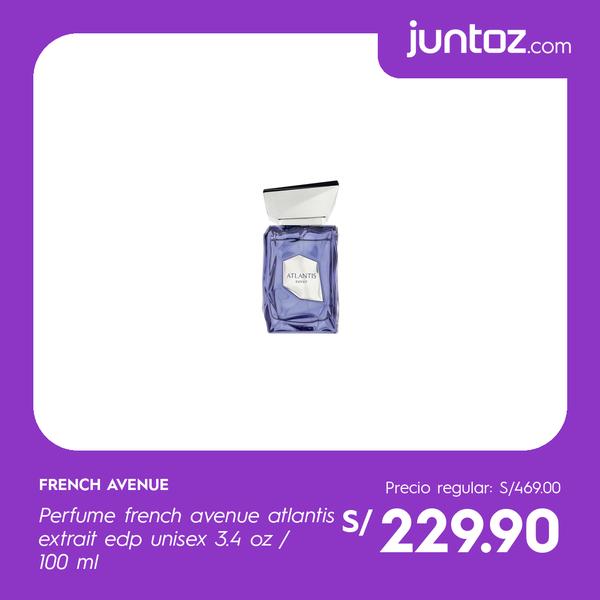 juntoz.com
ATLANTIS
FRENCH AVENUE
Precio regular: S/469.00
Perfume french avenue atlantis
extrait edp unisex 3.4 oz /
100 ml
S/ 229.90